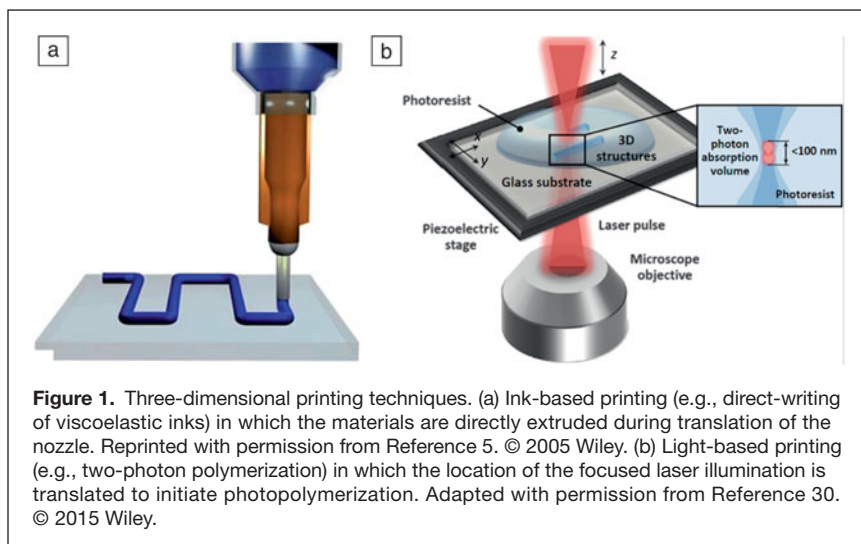 a
b
z
Photoresist
x
y
3D
structures
Glass substrate
Two-
photon
absorption
volume
<100 nm
Photoresist
Piezoelectric
stage
Laser pulse
Microscope
objective
Figure 1. Three-dimensional printing techniques. (a) Ink-based printing (e.g., direct-writing
of viscoelastic inks) in which the materials are directly extruded during translation of the
nozzle. Reprinted with permission from Reference 5. © 2005 Wiley. (b) Light-based printing
(e.g., two-photon polymerization) in which the location of the focused laser illumination is
translated to initiate photopolymerization. Adapted with permission from Reference 30.
© 2015 Wiley.